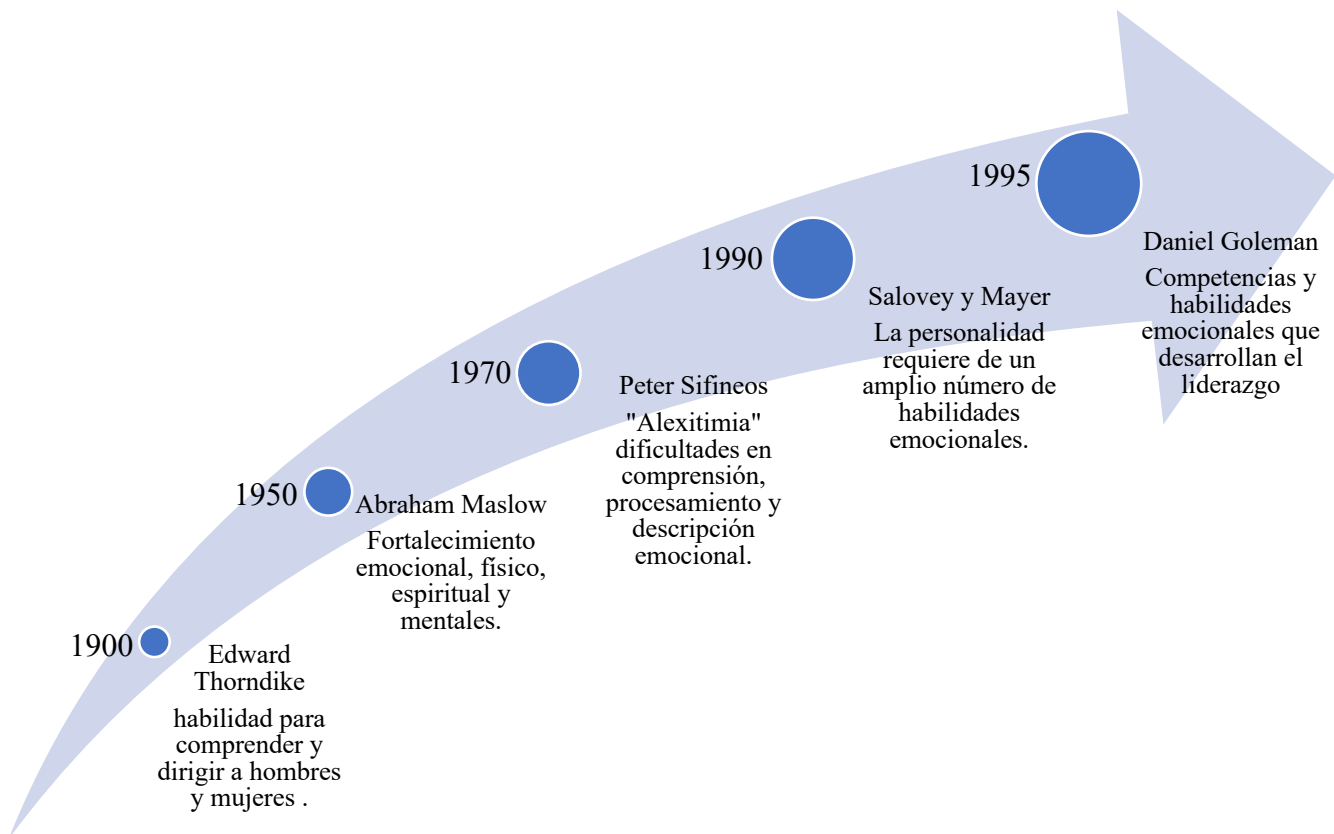 1900
Edward
Thorndike
habilidad para
comprender y
dirigir a hombres
y mujeres .
1950
Abraham Maslow
Fortalecimiento
emocional, físico,
espiritual y
mentales.
1970
Peter Sifineos
"Alexitimia"
dificultades en
comprensión,
procesamiento y
descripción
emocional.
1990
Salovey y Mayer
La personalidad
requiere de un
amplio número de
habilidades
emocionales.
1995
Daniel Goleman
Competencias y
habilidades
emocionales que
desarrollan el
liderazgo